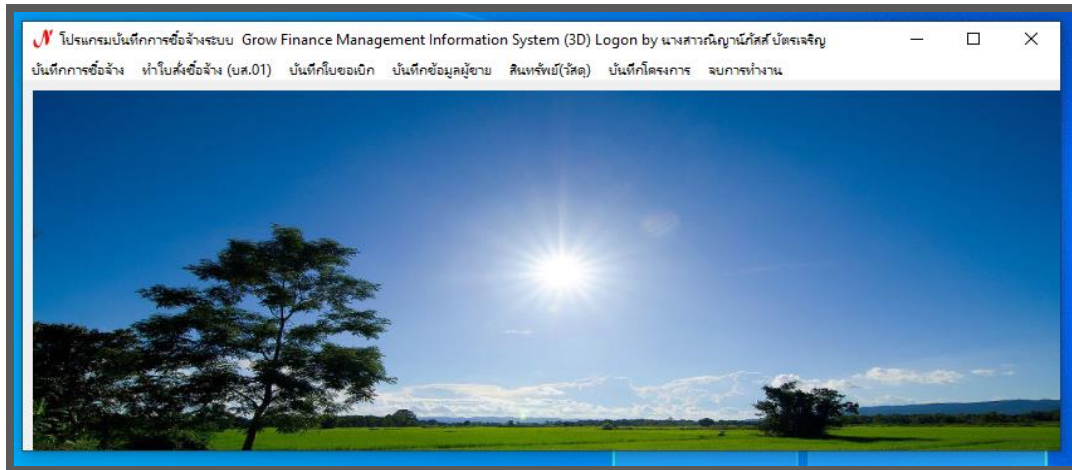 N โปรแกรมบันทึกการซื้อจ้างระบบ Grow Finance Management Information System (3D) Logon by นางสาวณิญานัภัสส์ บัตรเจริญ
บันทึกการซื้อจ้าง ทำใบสั่งซื้อจ้าง (บส.01) บันทึกใบขอเบิก บันทึกข้อมูลผู้ขาย สินทรัพย์(วัสดุ) บันทึกโครงการ จบการทำงาน